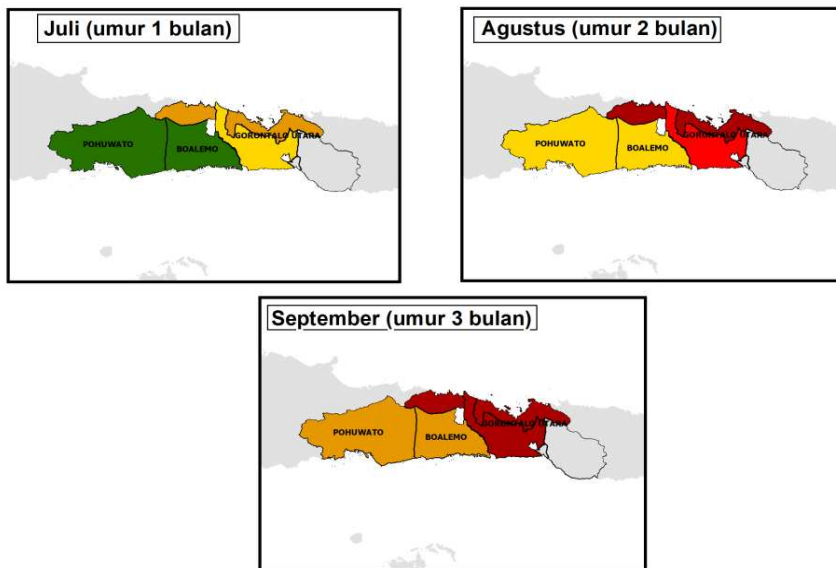 Juli (umur 1 bulan)
POHUWATO
BOALEMO
GORONTALO UTARA
Agustus (umur 2 bulan)
POHUWATO
BOALEMO
GORONTALO UTARA
September (umur 3 bulan)
POHUWATO
BOALEMO
GORONTALO UTARA